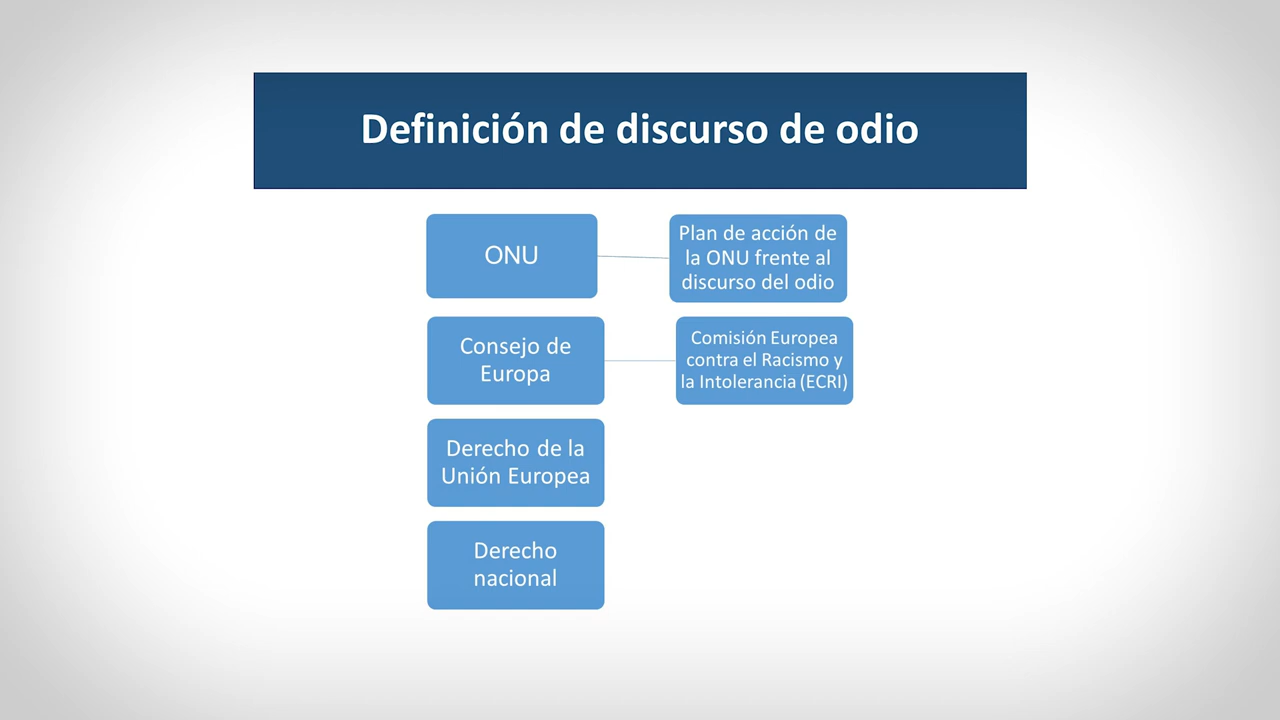 Definición de discurso de odio
ONU
Plan de acción de
la ONU frente al
discurso del odio
Consejo de
Europa
Comisión Europea
contra el Racismo y
la Intolerancia (ECRI)
Derecho de la
Unión Europea
Derecho
nacional